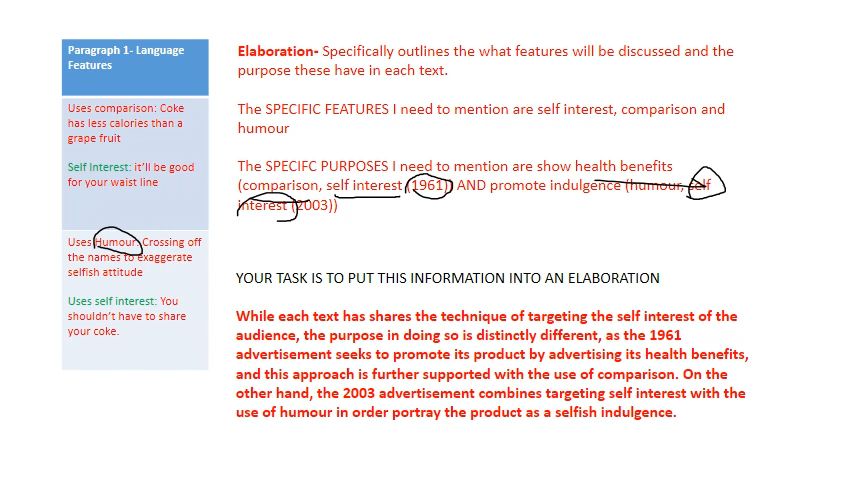 Paragraph 1- Language
Features
Uses comparison: Coke
has less calories than a
grape fruit
Self Interest: it'll be good
for your waist line
Uses Humour: Crossing off
the names to exaggerate
selfish attitude
Uses self interest: You
shouldn't have to share
your coke.
Elaboration- Specifically outlines the what features will be discussed and the
purpose these have in each text.
The SPECIFIC FEATURES I need to mention are self interest, comparison and
humour
The SPECIFC PURPOSES I need to mention are show health benefits
(comparison, self interest (1961)) AND promote indulgence (humour, self
interest (2003))
YOUR TASK IS TO PUT THIS INFORMATION INTO AN ELABORATION
While each text has shares the technique of targeting the self interest of the
audience, the purpose in doing so is distinctly different, as the 1961
advertisement seeks to promote its product by advertising its health benefits,
and this approach is further supported with the use of comparison. On the
other hand, the 2003 advertisement combines targeting self interest with the
use of humour in order portray the product as a selfish indulgence.